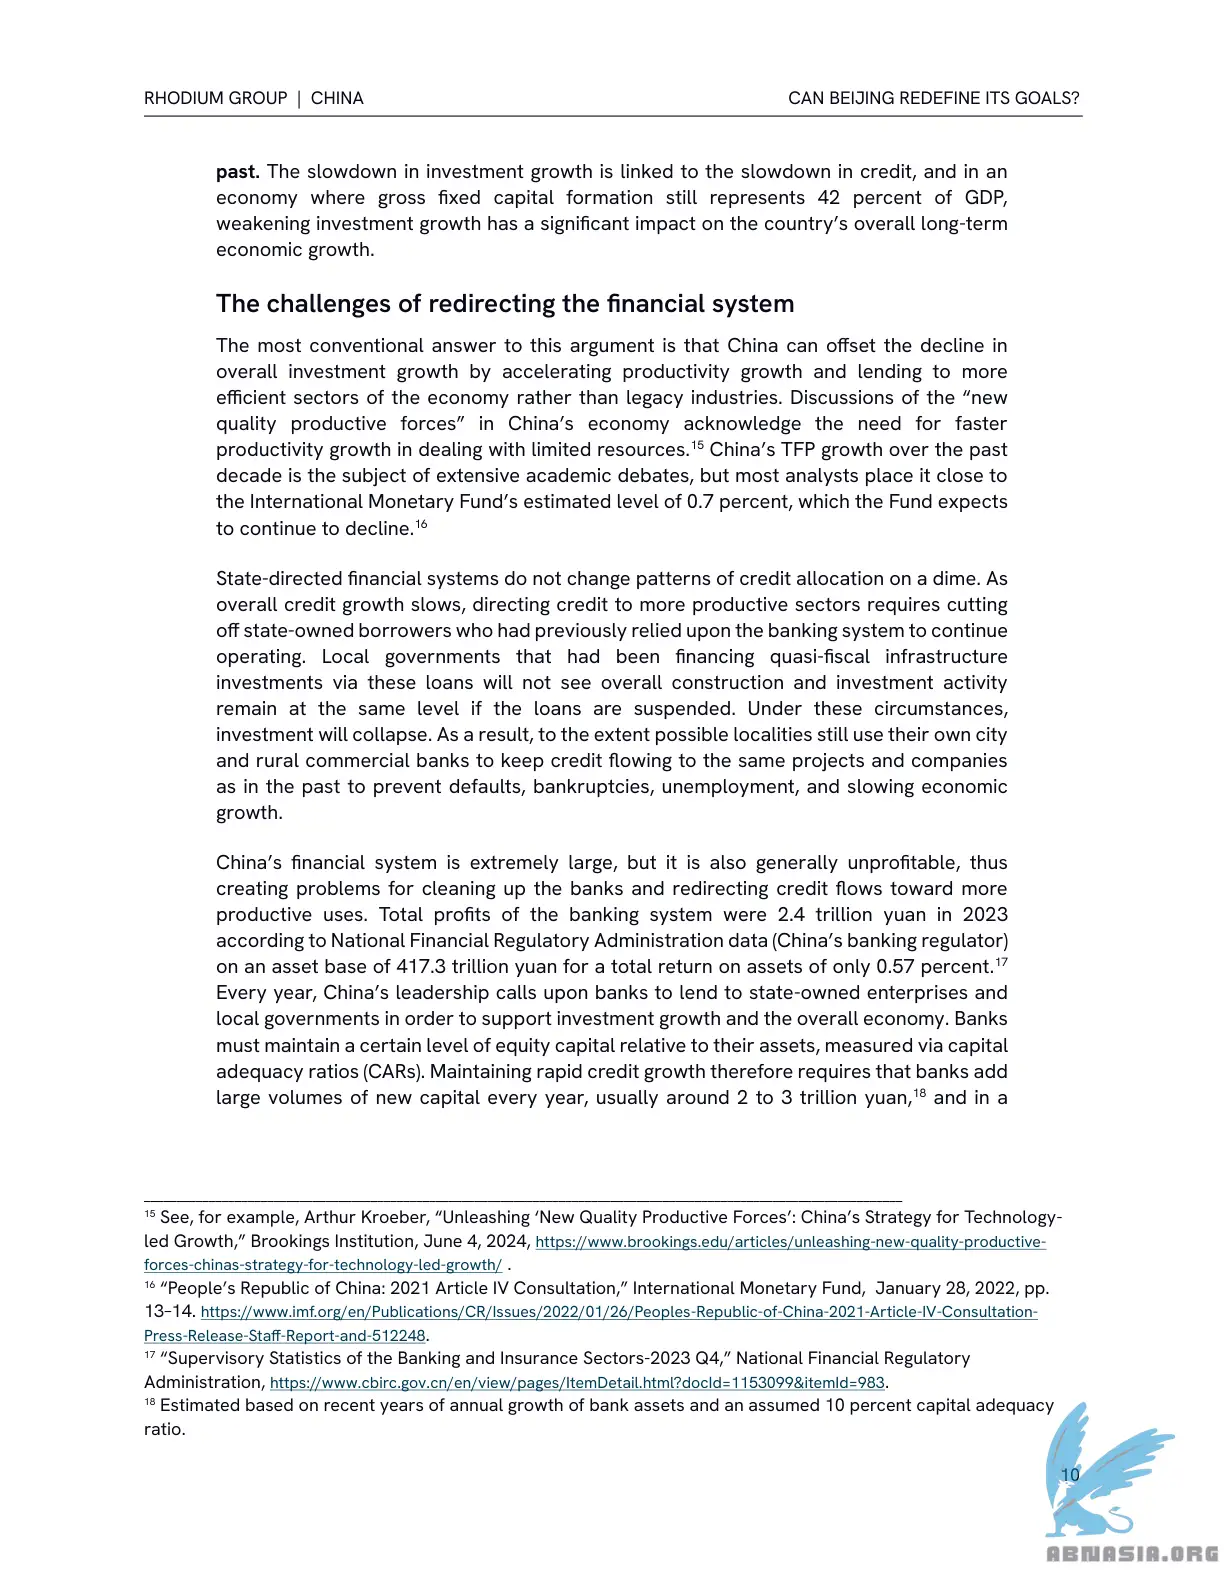 RHODIUM GROUP | CHINA
CAN BEIJING REDEFINE ITS GOALS?
past. The slowdown in investment growth is linked to the slowdown in credit, and in an
economy where gross fixed capital formation still represents 42 percent of GDP,
weakening investment growth has a significant impact on the country’s overall long-term
economic growth.
The challenges of redirecting the financial system
The most conventional answer to this argument is that China can offset the decline in
overall investment growth by accelerating productivity growth and lending to more
efficient sectors of the economy rather than legacy industries. Discussions of the “new
quality productive forces” in China’s economy acknowledge the need for faster
productivity growth in dealing with limited resources.15 China’s TFP growth over the past
decade is the subject of extensive academic debates, but most analysts place it close to
the International Monetary Fund’s estimated level of 0.7 percent, which the Fund expects
to continue to decline.16
State-directed financial systems do not change patterns of credit allocation on a dime. As
overall credit growth slows, directing credit to more productive sectors requires cutting
off state-owned borrowers who had previously relied upon the banking system to continue
operating. Local governments that had been financing quasi-fiscal infrastructure
investments via these loans will not see overall construction and investment activity
remain at the same level if the loans are suspended. Under these circumstances,
investment will collapse. As a result, to the extent possible localities still use their own city
and rural commercial banks to keep credit flowing to the same projects and companies
as in the past to prevent defaults, bankruptcies, unemployment, and slowing economic
growth.
China’s financial system is extremely large, but it is also generally unprofitable, thus
creating problems for cleaning up the banks and redirecting credit flows toward more
productive uses. Total profits of the banking system were 2.4 trillion yuan in 2023
according to National Financial Regulatory Administration data (China’s banking regulator)
on an asset base of 417.3 trillion yuan for a total return on assets of only 0.57 percent.17
Every year, China’s leadership calls upon banks to lend to state-owned enterprises and
local governments in order to support investment growth and the overall economy. Banks
must maintain a certain level of equity capital relative to their assets, measured via capital
adequacy ratios (CARs). Maintaining rapid credit growth therefore requires that banks add
large volumes of new capital every year, usually around 2 to 3 trillion yuan,18 and in a
15 See, for example, Arthur Kroeber, “Unleashing ‘New Quality Productive Forces’: China’s Strategy for Technology-
led Growth,” Brookings Institution, June 4, 2024, https://www.brookings.edu/articles/unleashing-new-quality-productive-
forces-chinas-strategy-for-technology-led-growth/ .
16 “People’s Republic of China: 2021 Article IV Consultation,” International Monetary Fund, January 28, 2022, pp.
13–14. https://www.imf.org/en/Publications/CR/Issues/2022/01/26/Peoples-Republic-of-China-2021-Article-IV-Consultation-
Press-Release-Staff-Report-and-512248.
17 “Supervisory Statistics of the Banking and Insurance Sectors-2023 Q4,” National Financial Regulatory
Administration, https://www.cbirc.gov.cn/en/view/pages/ItemDetail.html?docId=1153099&itemId=983.
18 Estimated based on recent years of annual growth of bank assets and an assumed 10 percent capital adequacy
ratio.
10
ABNASIA.ORG